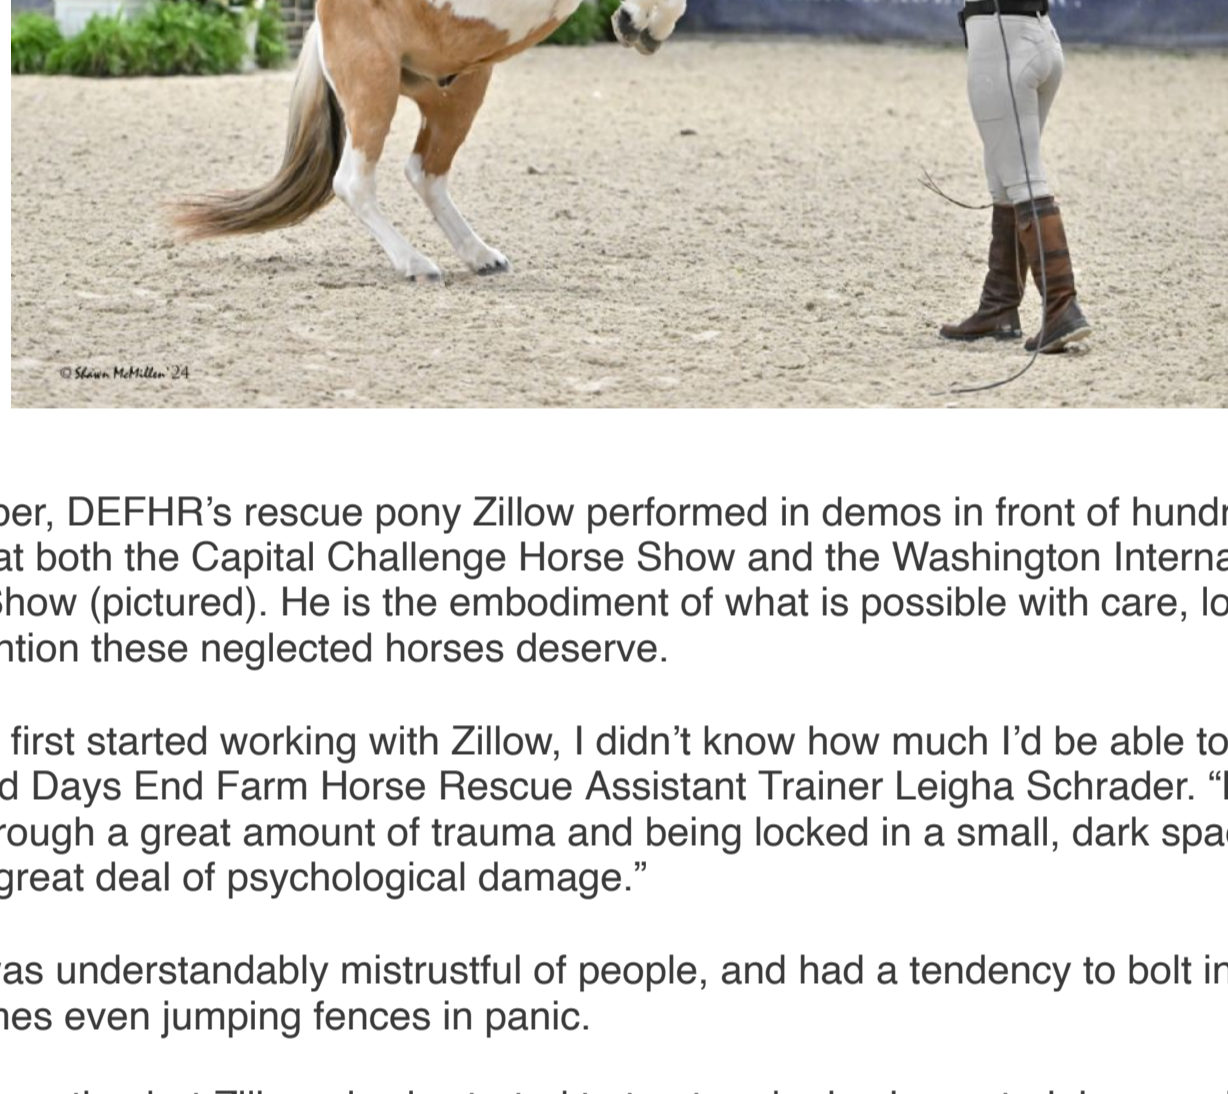 © Shawn McMillen '24
ber, DEFHR’s rescue pony Zillow performed in demos in front of hundr
at both the Capital Challenge Horse Show and the Washington Interna
Show (pictured). He is the embodiment of what is possible with care, lo
ntion these neglected horses deserve.
first started working with Zillow, I didn’t know how much I’d be able to
d Days End Farm Horse Rescue Assistant Trainer Leigha Schrader. “
rough a great amount of trauma and being locked in a small, dark spa
great deal of psychological damage.”
as understandably mistrustful of people, and had a tendency to bolt in
nes even jumping fences in panic.